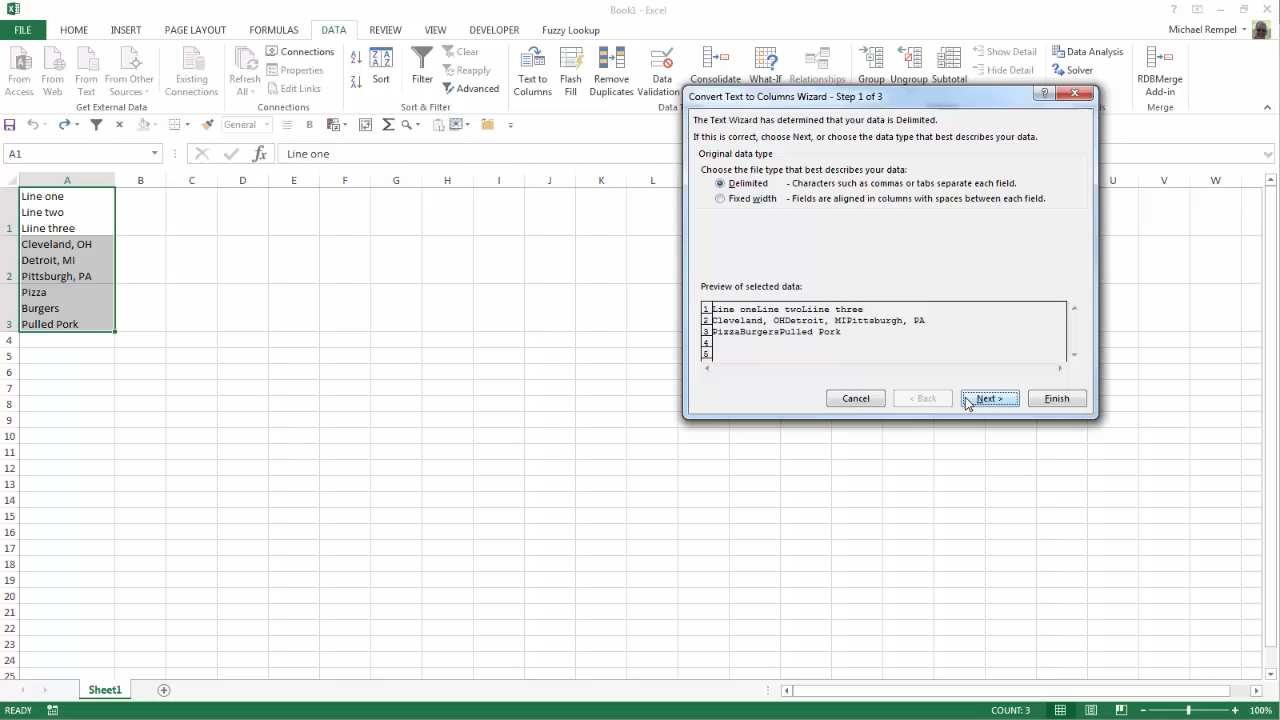 Book1 - Excel
FILE HOME INSERT PAGE LAYOUT FORMULAS DATA REVIEW VIEW DEVELOPER Fuzzy Lookup Michael Rempel
From Access
From Web
From Text
From Other Sources
Existing Connections
Get External Data
Refresh All
Connections
Properties
Edit Links
Connections
Sort
Filter
Clear
Reapply
Advanced
Sort & Filter
Text to Columns
Flash Fill
Remove Duplicates
Data Validation
Consolidate
What-If
Relationships
Data T
Group
Ungroup
Subtotal
Show Detail
Hide Detail
Data Analysis
Solver
RDBMerge Add-in
Merge
General
A1
Line one
A B C D E F G H I J K L U V W
Line one
Line two
1 Liine three
Cleveland, OH
Detroit, MI
2 Pittsburgh, PA
Pizza
Burgers
3 Pulled Pork
4
5
6
7
8
9
10
11
12
13
14
15
16
17
18
19
20
21
22
23
24
25
Convert Text to Columns Wizard - Step 1 of 3
The Text Wizard has determined that your data is Delimited.
If this is correct, choose Next, or choose the data type that best describes your data.
Original data type
Choose the file type that best describes your data:
Delimited - Characters such as commas or tabs separate each field.
Fixed width - Fields are aligned in columns with spaces between each field.
Preview of selected data:
1 Line oneLine twoLiine three
2 Cleveland, OHDetroit, MIPittsburgh, PA
3 PizzaBurgersPulled Pork
4
5
Cancel < Back Next > Finish
Sheet1
READY COUNT: 3 100%